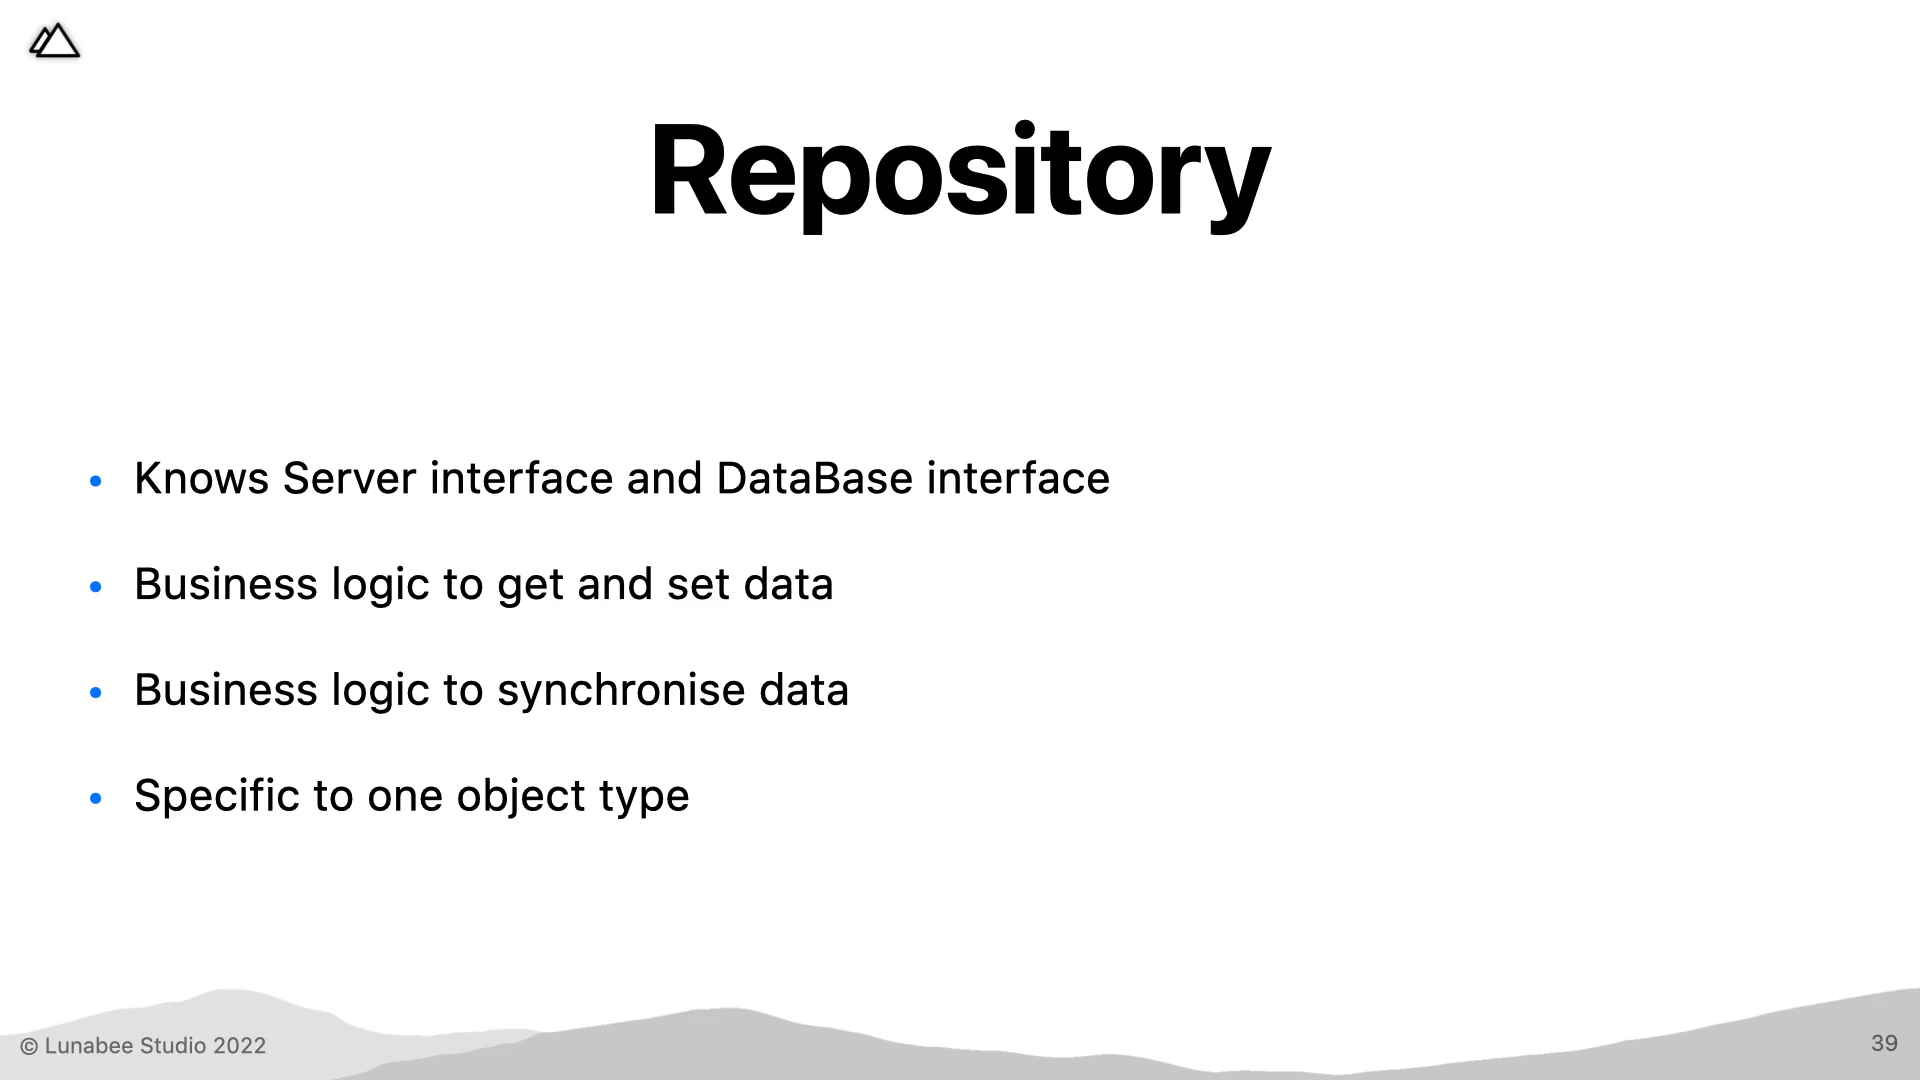 Repository
• Knows Server interface and DataBase interface
• Business logic to get and set data
• Business logic to synchronise data
• Specific to one object type
© Lunabee Studio 2022
39